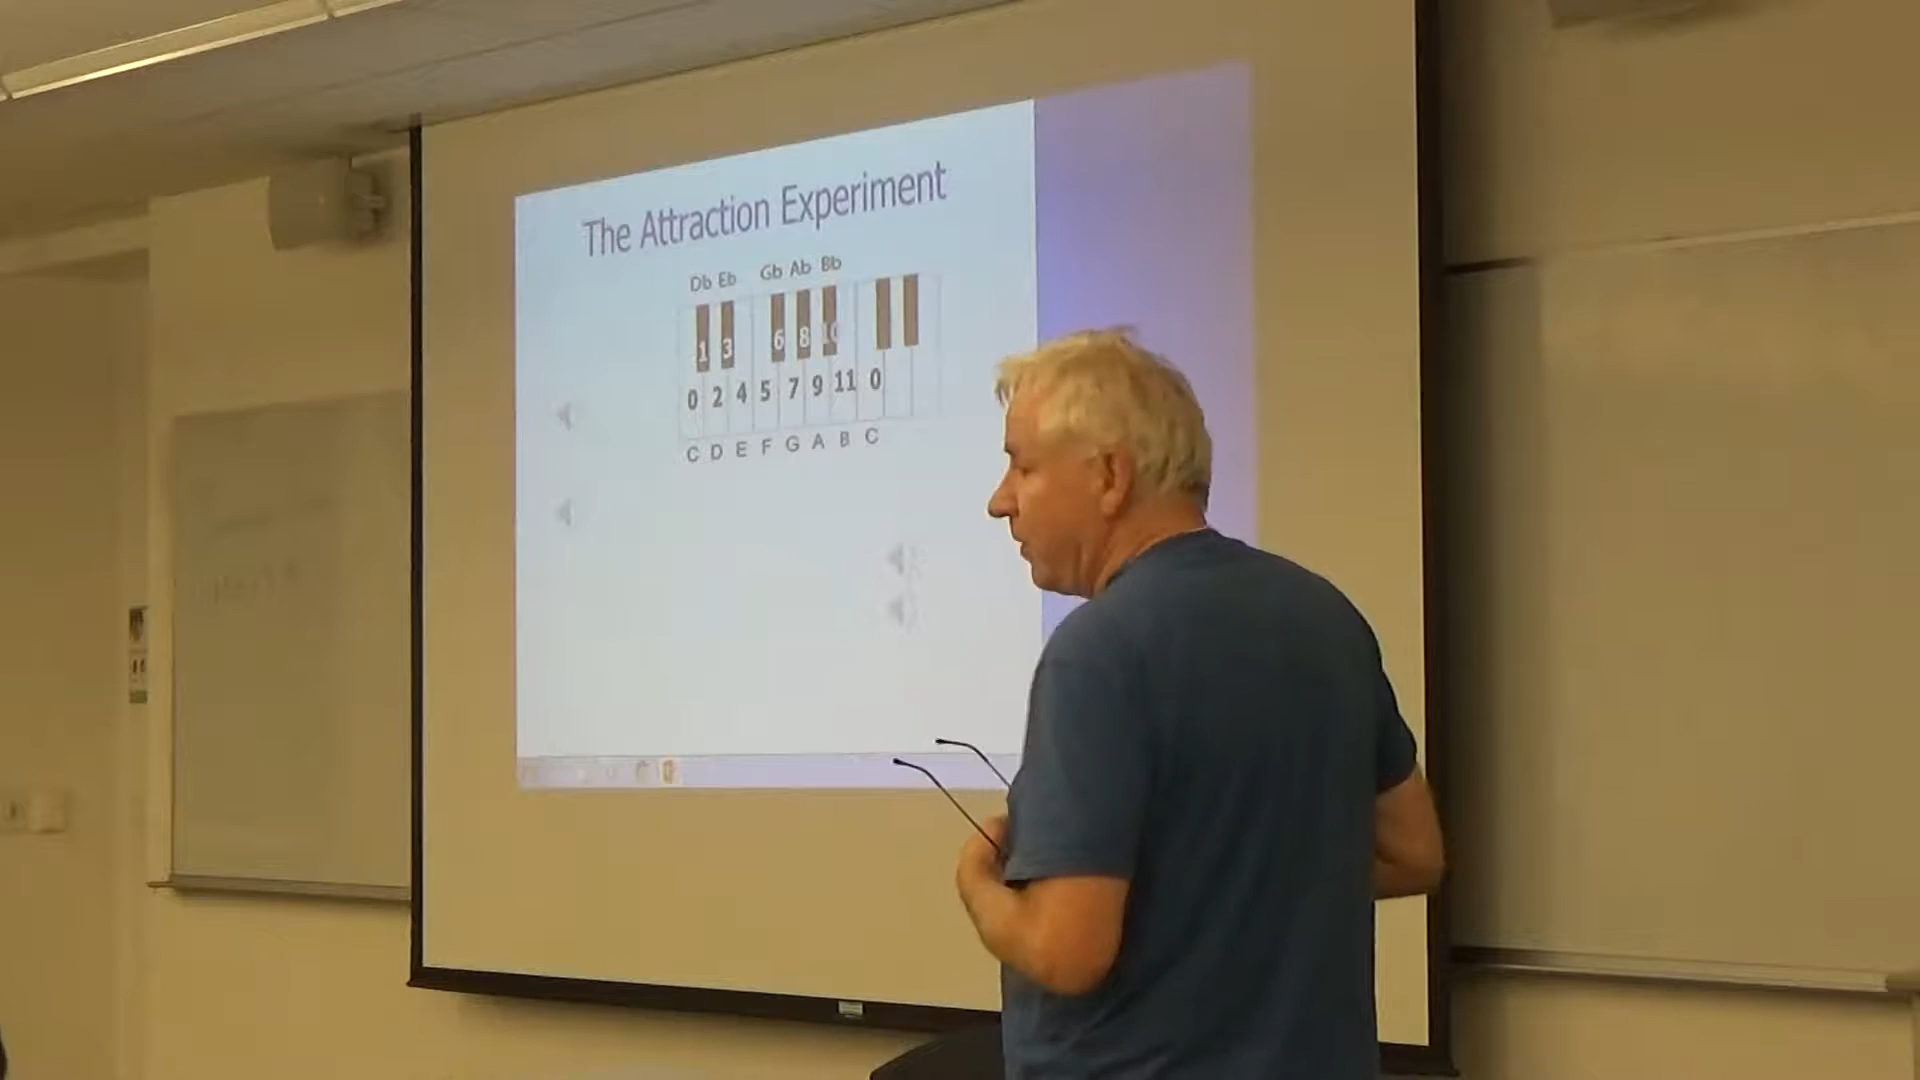 The Attraction Experiment
Db Eb Gb Ab Bb
1 3 6 8 10
0 2 4 5 7 9 11 0
C D E F G A B C